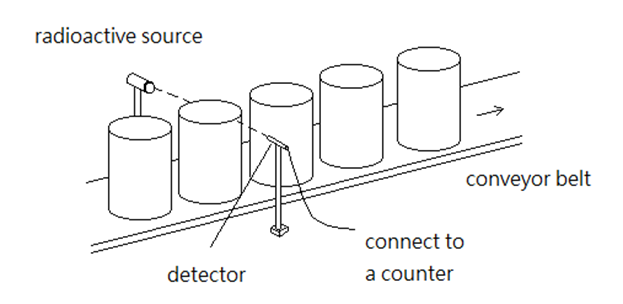 radioactive source
conveyor belt
connect to
a counter
detector